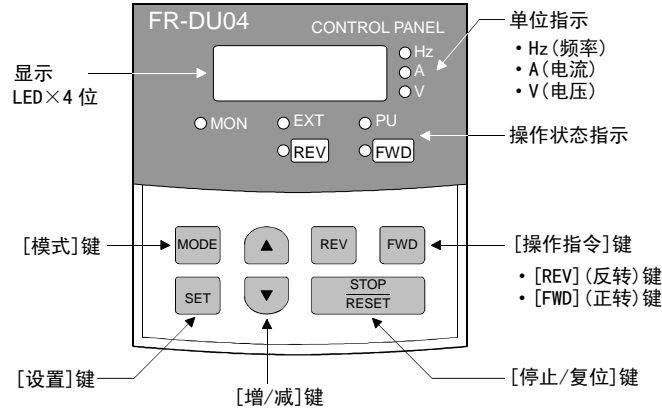 FR-DU04
CONTROL PANEL
Hz
A
V
MON
EXT
PU
REV
FWD
单位指示
・Hz(频率)
・A(电流)
・V(电压)
显示
LED×4 位
操作状态指示
MODE
▲
REV
FWD
SET
▼
STOP
RESET
[模式]键
[操作指令]键
・[REV](反转)键
・[FWD](正转)键
[设置]键
[增/减]键
[停止/复位]键